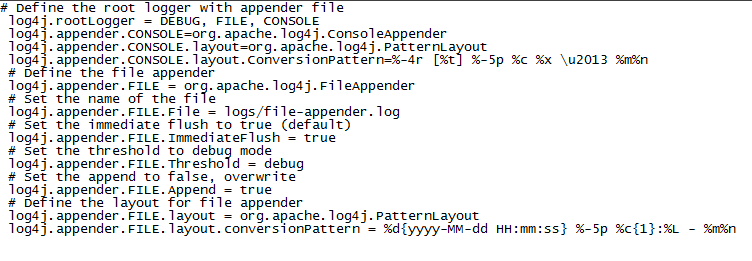 # Define the root logger with appender file
log4j.rootLogger = DEBUG, FILE, CONSOLE
log4j.appender.CONSOLE=org.apache.log4j.ConsoleAppender
log4j.appender.CONSOLE.layout=org.apache.log4j.PatternLayout
log4j.appender.CONSOLE.layout.ConversionPattern=%-4r [%t] %-5p %c %x \u2013 %m%n
# Define the file appender
log4j.appender.FILE = org.apache.log4j.FileAppender
# Set the name of the file
log4j.appender.FILE.File = logs/file-appender.log
# Set the immediate flush to true (default)
log4j.appender.FILE.ImmediateFlush = true
# Set the threshold to debug mode
log4j.appender.FILE.Threshold = debug
# Set the append to false, overwrite
log4j.appender.FILE.Append = true
# Define the layout for file appender
log4j.appender.FILE.layout = org.apache.log4j.PatternLayout
log4j.appender.FILE.layout.conversionPattern = %d{yyyy-MM-dd HH:mm:ss} %-5p %c{1}:%L - %m%n